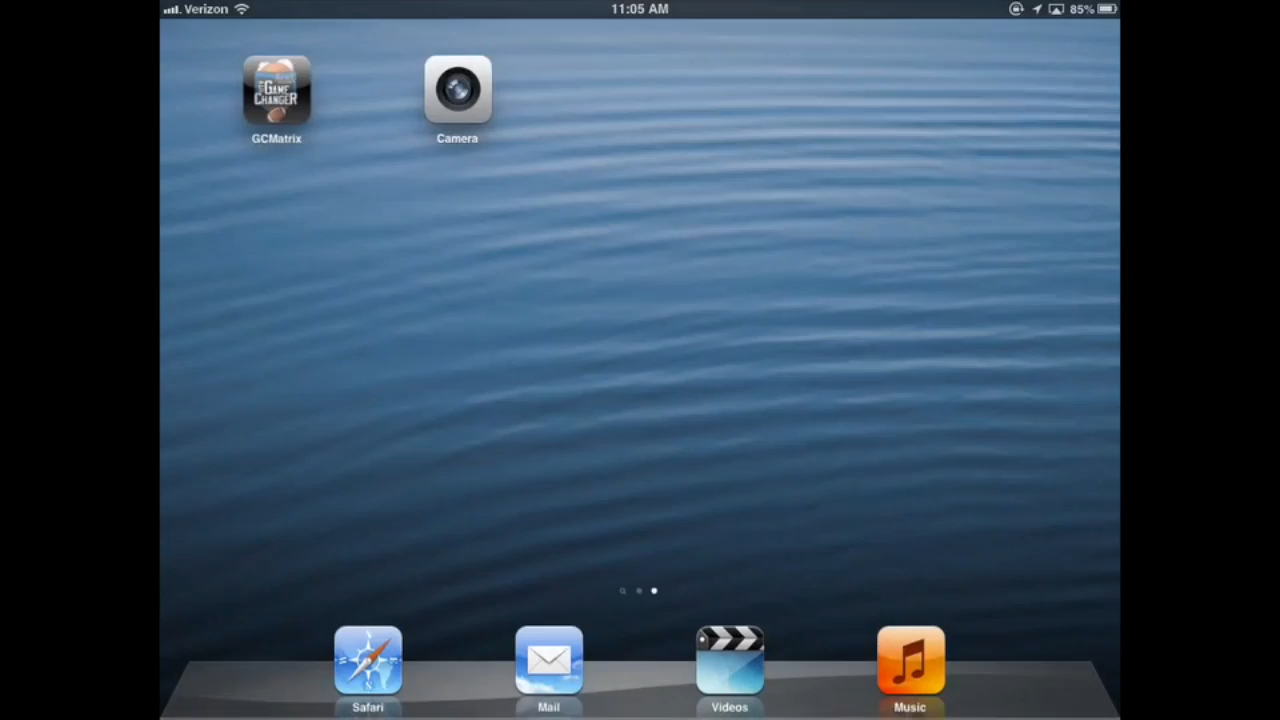 Verizon
11:05 AM
85%
GAME
CHANGER
GCMatrix
Camera
Safari
Mail
Videos
Music